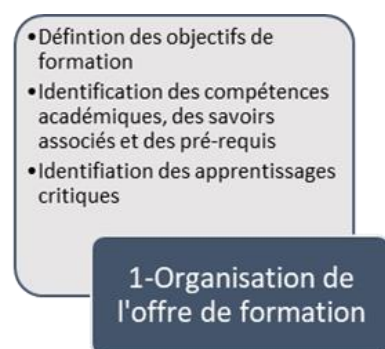 •Défintion des objectifs de
formation
•Identification des compétences
académiques, des savoirs
associés et des pré-requis
•Identifiation des apprentissages
critiques
1-Organisation de
l'offre de formation